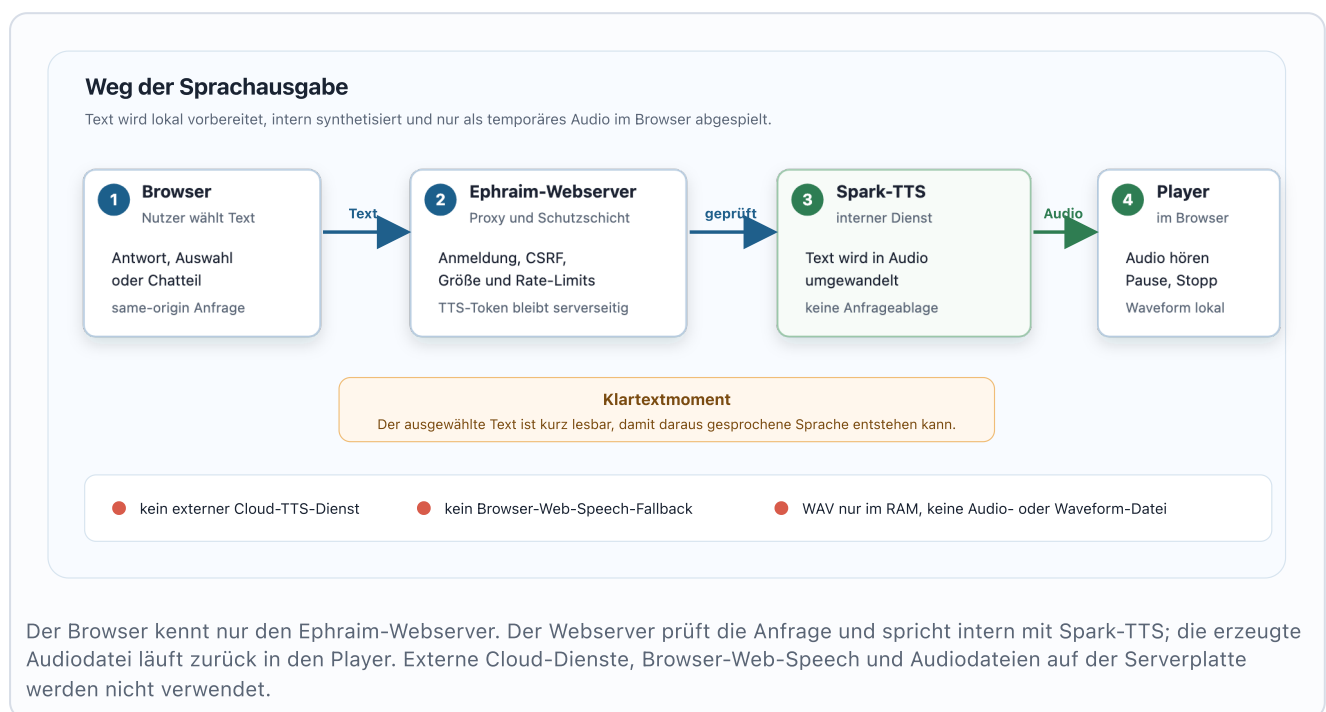 Weg der Sprachausgabe
Text wird lokal vorbereitet, intern synthetisiert und nur als temporäres Audio im Browser abgespielt.
1
Browser
Nutzer wählt Text
Antwort, Auswahl
oder Chatteil
same-origin Anfrage
Text
2
Ephraim-Webserver
Proxy und Schutzschicht
Anmeldung, CSRF,
Größe und Rate-Limits
TTS-Token bleibt serverseitig
geprüft
3
Spark-TTS
interner Dienst
Text wird in Audio
umgewandelt
keine Anfrageablage
Audio
4
Player
im Browser
Audio hören
Pause, Stopp
Waveform lokal
Klartextmoment
Der ausgewählte Text ist kurz lesbar, damit daraus gesprochene Sprache entstehen kann.
kein externer Cloud-TTS-Dienst
kein Browser-Web-Speech-Fallback
WAV nur im RAM, keine Audio- oder Waveform-Datei
Der Browser kennt nur den Ephraim-Webserver. Der Webserver prüft die Anfrage und spricht intern mit Spark-TTS; die erzeugte
Audiodatei läuft zurück in den Player. Externe Cloud-Dienste, Browser-Web-Speech und Audiodateien auf der Serverplatte
werden nicht verwendet.